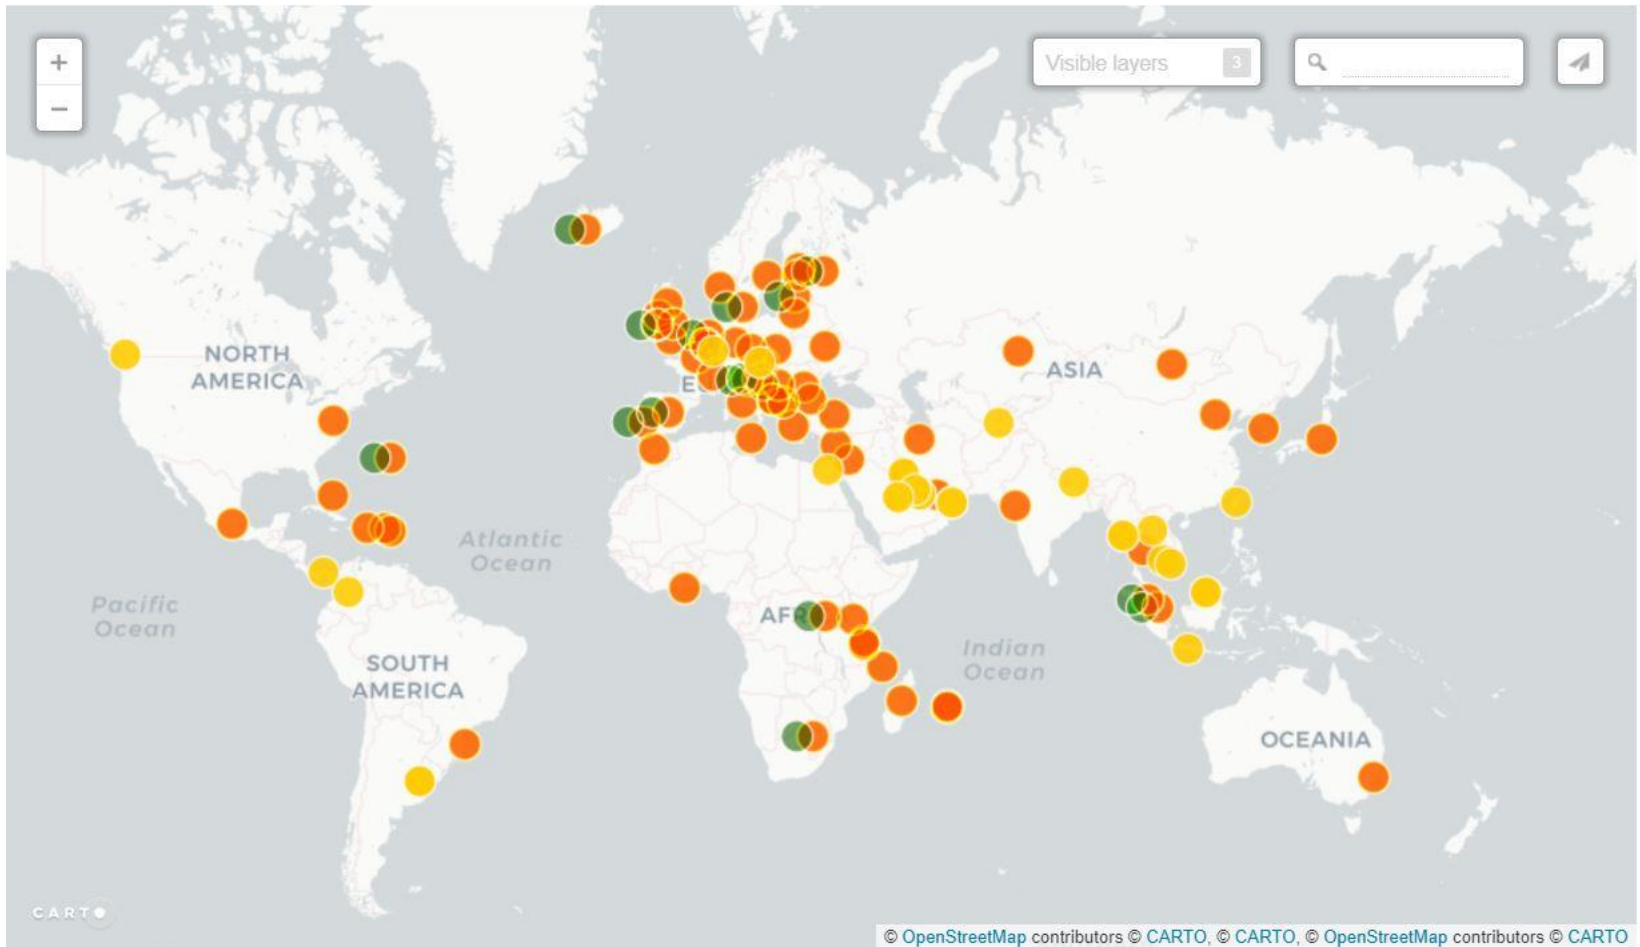 +
Visible layers 3
−
NORTH
AMERICA
ASIA
E
Atlantic
Ocean
Pacific
Ocean
AFR
Indian
Ocean
SOUTH
AMERICA
OCEANIA
CARTO
© OpenStreetMap contributors © CARTO, © CARTO, © OpenStreetMap contributors © CARTO